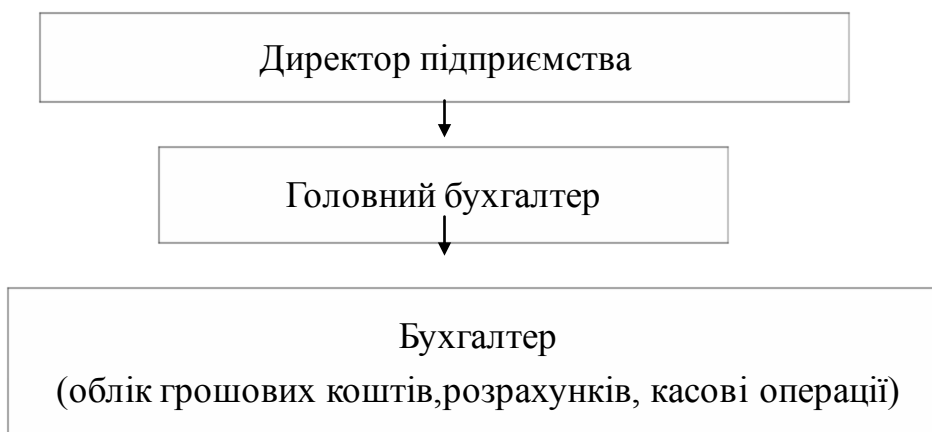 Директор підприємства
Головний бухгалтер
Бухгалтер
(облік грошових коштів,розрахунків, касові операції)